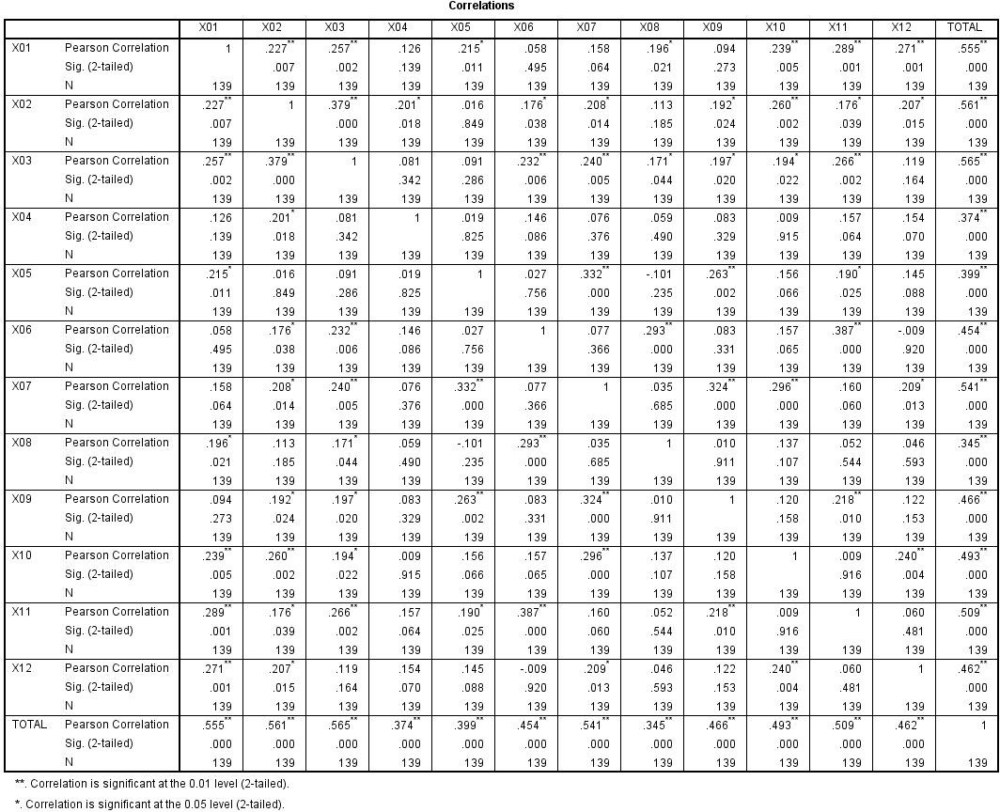 Correlations
X01 X02 X03 X04 X05 X06 X07 X08 X09 X10 X11 X12 TOTAL
X01 Pearson Correlation 1 .227** .257** .126 .215* .058 .158 .196* .094 .239** .289** .271** .555**
Sig. (2-tailed) .007 .002 .139 .011 .495 .064 .021 .273 .005 .001 .001 .000
N 139 139 139 139 139 139 139 139 139 139 139 139 139
X02 Pearson Correlation .227** 1 .379** .201* .016 .176* .208* .113 .192* .260** .176* .207* .561**
Sig. (2-tailed) .007 .000 .018 .849 .038 .014 .185 .024 .002 .039 .015 .000
N 139 139 139 139 139 139 139 139 139 139 139 139 139
X03 Pearson Correlation .257** .379** 1 .081 .091 .232** .240** .171* .197* .194* .266** .119 .565**
Sig. (2-tailed) .002 .000 .342 .286 .006 .005 .044 .020 .022 .002 .164 .000
N 139 139 139 139 139 139 139 139 139 139 139 139 139
X04 Pearson Correlation .126 .201* .081 1 .019 .146 .076 .059 .083 .009 .157 .154 .374**
Sig. (2-tailed) .139 .018 .342 .825 .086 .376 .490 .329 .915 .064 .070 .000
N 139 139 139 139 139 139 139 139 139 139 139 139 139
X05 Pearson Correlation .215* .016 .091 .019 1 .027 .332** -.101 .263** .156 .190* .145 .399**
Sig. (2-tailed) .011 .849 .286 .825 .756 .000 .235 .002 .066 .025 .088 .000
N 139 139 139 139 139 139 139 139 139 139 139 139 139
X06 Pearson Correlation .058 .176* .232** .146 .027 1 .077 .293** .083 .157 .387** -.009 .454**
Sig. (2-tailed) .495 .038 .006 .086 .756 .366 .000 .331 .065 .000 .920 .000
N 139 139 139 139 139 139 139 139 139 139 139 139 139
X07 Pearson Correlation .158 .208* .240** .076 .332** .077 1 .035 .324** .296** .160 .209* .541**
Sig. (2-tailed) .064 .014 .005 .376 .000 .366 .685 .000 .000 .060 .013 .000
N 139 139 139 139 139 139 139 139 139 139 139 139 139
X08 Pearson Correlation .196* .113 .171* .059 -.101 .293** .035 1 .010 .137 .052 .046 .345**
Sig. (2-tailed) .021 .185 .044 .490 .235 .000 .685 .911 .107 .544 .593 .000
N 139 139 139 139 139 139 139 139 139 139 139 139 139
X09 Pearson Correlation .094 .192* .197* .083 .263** .083 .324** .010 1 .120 .218** .122 .466**
Sig. (2-tailed) .273 .024 .020 .329 .002 .331 .000 .911 .158 .010 .153 .000
N 139 139 139 139 139 139 139 139 139 139 139 139 139
X10 Pearson Correlation .239** .260** .194* .009 .156 .157 .296** .137 .120 1 .009 .240** .493**
Sig. (2-tailed) .005 .002 .022 .915 .066 .065 .000 .107 .158 .916 .004 .000
N 139 139 139 139 139 139 139 139 139 139 139 139 139
X11 Pearson Correlation .289** .176* .266** .157 .190* .387** .160 .052 .218** .009 1 .060 .509**
Sig. (2-tailed) .001 .039 .002 .064 .025 .000 .060 .544 .010 .916 .481 .000
N 139 139 139 139 139 139 139 139 139 139 139 139 139
X12 Pearson Correlation .271** .207* .119 .154 .145 -.009 .209* .046 .122 .240** .060 1 .462**
Sig. (2-tailed) .001 .015 .164 .070 .088 .920 .013 .593 .153 .004 .481 .000
N 139 139 139 139 139 139 139 139 139 139 139 139 139
TOTAL Pearson Correlation .555** .561** .565** .374** .399** .454** .541** .345** .466** .493** .509** .462** 1
Sig. (2-tailed) .000 .000 .000 .000 .000 .000 .000 .000 .000 .000 .000 .000
N 139 139 139 139 139 139 139 139 139 139 139 139 139
**. Correlation is significant at the 0.01 level (2-tailed).
*. Correlation is significant at the 0.05 level (2-tailed).